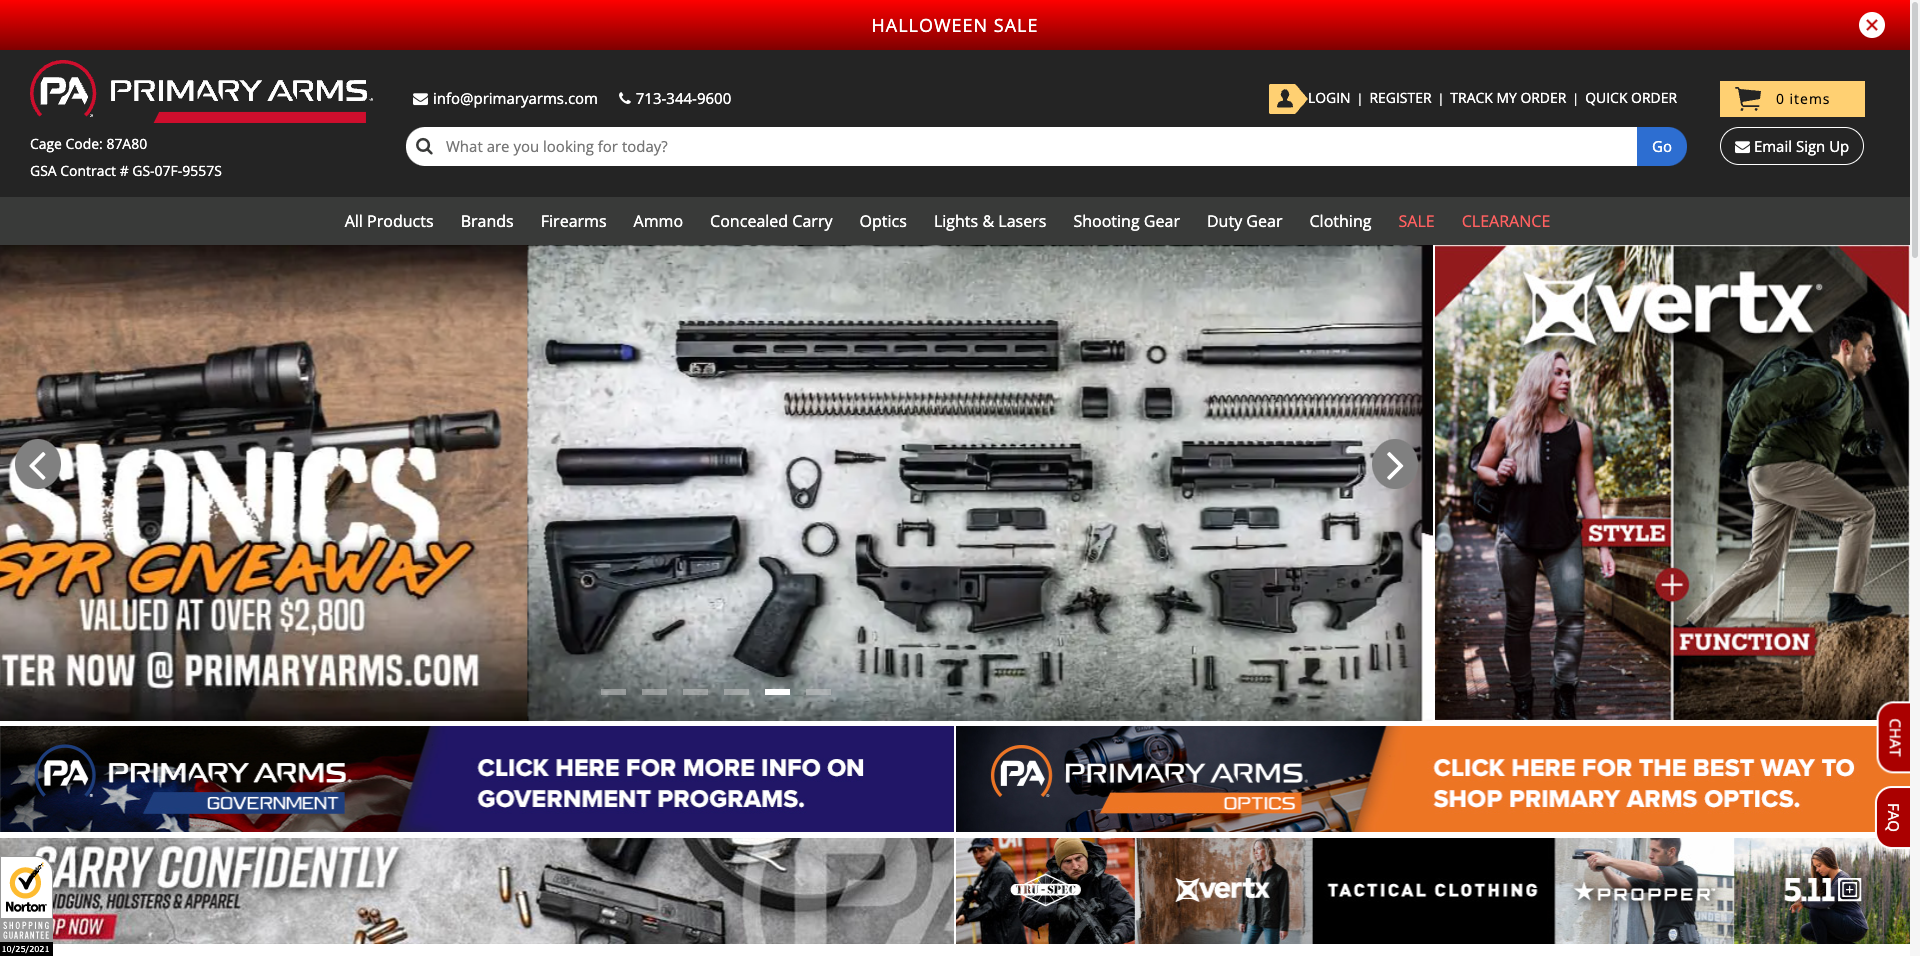 HALLOWEEN SALE
PA PRIMARY ARMS.
info@primaryarms.com
713-344-9600
LOGIN | REGISTER | TRACK MY ORDER | QUICK ORDER
0 items
Cage Code: 87A80
GSA Contract # GS-07F-9557S
What are you looking for today?
Go
Email Sign Up
All Products Brands Firearms Ammo Concealed Carry Optics Lights & Lasers Shooting Gear Duty Gear Clothing SALE CLEARANCE
SIONICS
SPR GIVEAWAY
VALUED AT OVER $2,800
TER NOW @ PRIMARYARMS.COM
vertx®
STYLE
+
FUNCTION
CHAT
FAQ
PA PRIMARY ARMS.
GOVERNMENT
CLICK HERE FOR MORE INFO ON
GOVERNMENT PROGRAMS.
PA PRIMARY ARMS.
OPTICS
CLICK HERE FOR THE BEST WAY TO
SHOP PRIMARY ARMS OPTICS.
CARRY CONFIDENTLY
NDGUNS, HOLSTERS & APPAREL
OP NOW
Norton
SHOPPING
GUARANTEE
10/25/2021
TRU-SPEC
vertx
TACTICAL CLOTHING
PROPPER
5.11